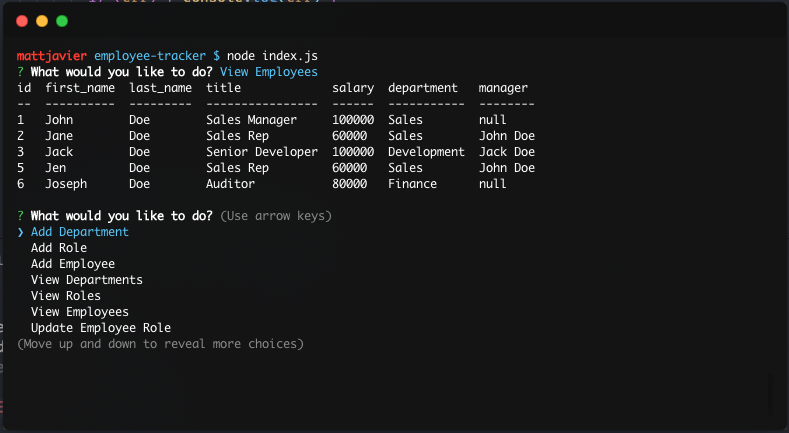 mattjavier employee-tracker $ node index.js
? What would you like to do? View Employees
id  first_name  last_name  title             salary  department   manager
--  ----------  ---------  ----------------  ------  -----------  --------
1   John        Doe        Sales Manager     100000  Sales        null
2   Jane        Doe        Sales Rep         60000   Sales        John Doe
3   Jack        Doe        Senior Developer  100000  Development  Jack Doe
5   Jen         Doe        Sales Rep         60000   Sales        John Doe
6   Joseph      Doe        Auditor           80000   Finance      null
? What would you like to do? (Use arrow keys)
❯ Add Department
  Add Role
  Add Employee
  View Departments
  View Roles
  View Employees
  Update Employee Role
(Move up and down to reveal more choices)